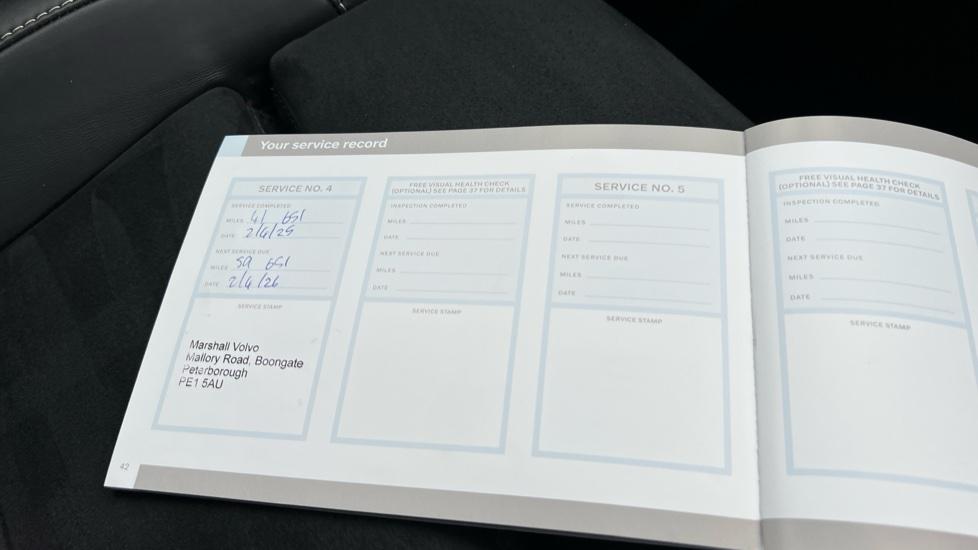 Your service record
SERVICE NO. 4
SERVICE COMPLETED
MILES 41 651
DATE 2/4/25
NEXT SERVICE DUE
MILES 59 651
DATE 2/4/26
SERVICE STAMP
Marshall Volvo
Mallory Road, Boongate
Peterborough
PE1 5AU
FREE VISUAL HEALTH CHECK
(OPTIONAL) SEE PAGE 37 FOR DETAILS
INSPECTION COMPLETED
MILES
DATE
NEXT SERVICE DUE
MILES
DATE
SERVICE STAMP
SERVICE NO. 5
SERVICE COMPLETED
MILES
DATE
NEXT SERVICE DUE
MILES
DATE
SERVICE STAMP
FREE VISUAL HEALTH CHECK
(OPTIONAL) SEE PAGE 37 FOR DETAILS
INSPECTION COMPLETED
MILES
DATE
NEXT SERVICE DUE
MILES
DATE
SERVICE STAMP
42